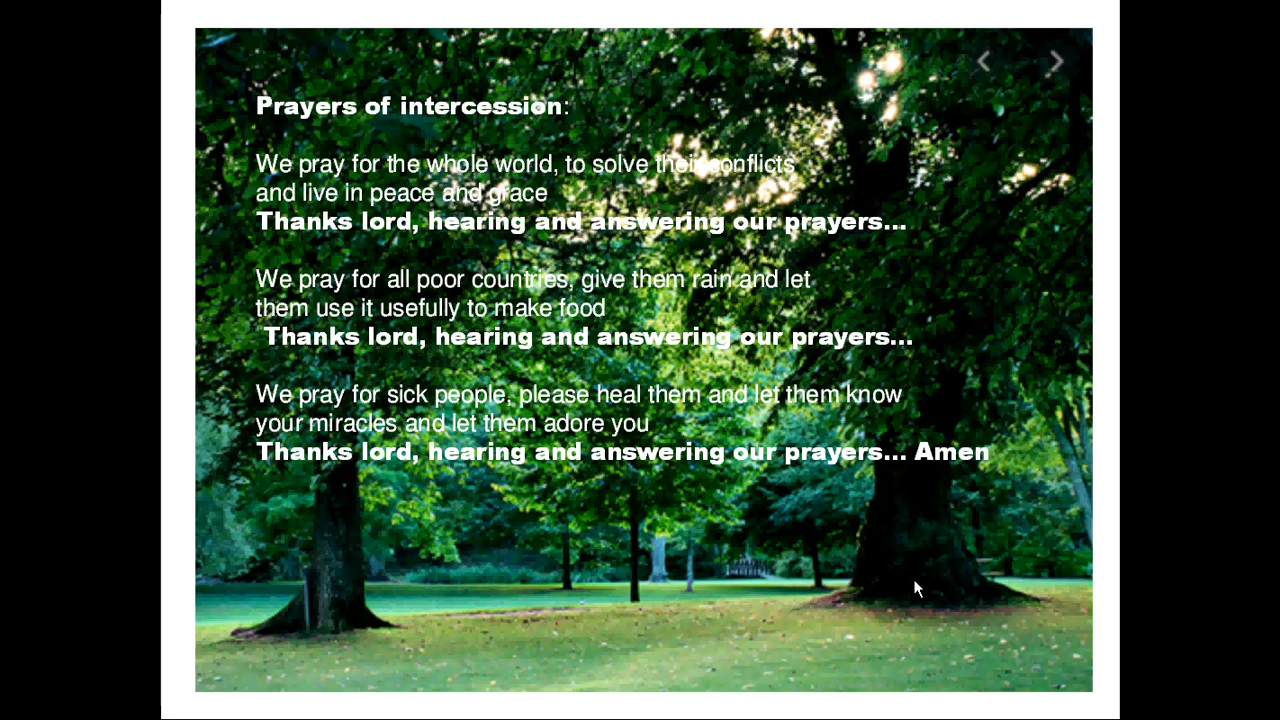 Prayers of intercession:
We pray for the whole world, to solve their conflicts
and live in peace and grace
Thanks lord, hearing and answering our prayers...
We pray for all poor countries, give them rain and let
them use it usefully to make food
Thanks lord, hearing and answering our prayers...
We pray for sick people, please heal them and let them know
your miracles and let them adore you
Thanks lord, hearing and answering our prayers... Amen